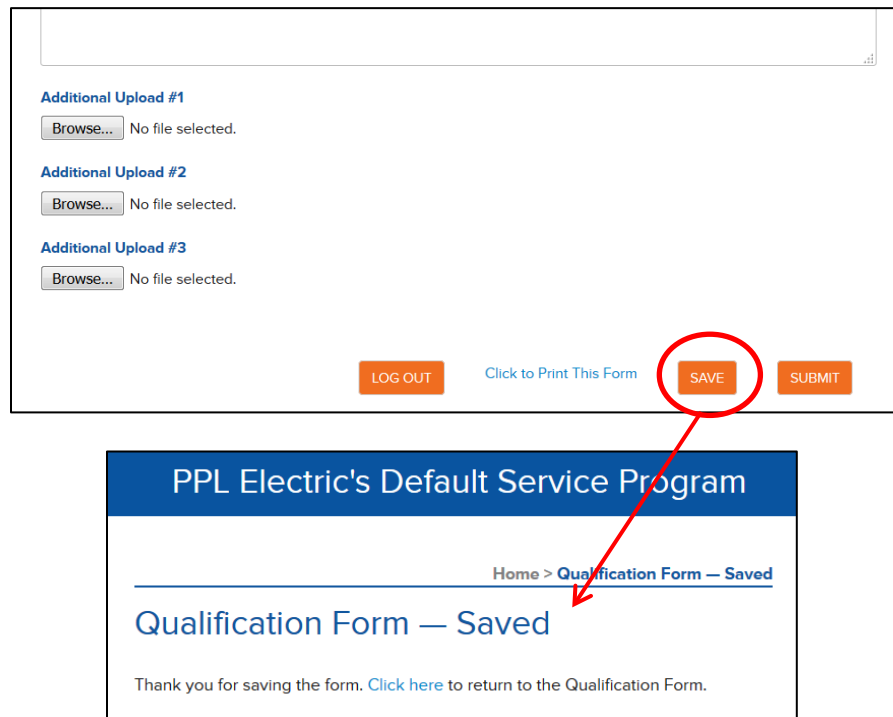 Additional Upload #1
Browse... No file selected.
Additional Upload #2
Browse... No file selected.
Additional Upload #3
Browse... No file selected.
LOG OUT Click to Print This Form SAVE SUBMIT
PPL Electric's Default Service Program
Home > Qualification Form — Saved
Qualification Form — Saved
Thank you for saving the form. Click here to return to the Qualification Form.